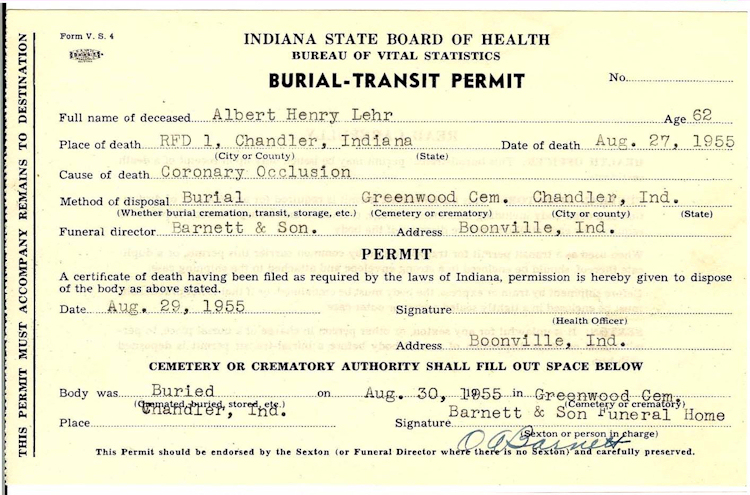 Form V. S. 4
INDIANA STATE BOARD OF HEALTH
BUREAU OF VITAL STATISTICS
BURIAL-TRANSIT PERMIT
No.
Full name of deceased Albert Henry Lehr Age 62
Place of death RFD 1, Chandler, Indiana Date of death Aug. 27, 1955
(City or County) (State)
Cause of death Coronary Occlusion
Method of disposal Burial Greenwood Cem. Chandler, Ind.
(Whether burial cremation, transit, storage, etc.) (Cemetery or crematory) (City or county) (State)
Funeral director Barnett & Son. Address Boonville, Ind.
PERMIT
A certificate of death having been filed as required by the laws of Indiana, permission is hereby given to dispose
of the body as above stated.
Date Aug. 29, 1955 Signature
(Health Officer)
Address Boonville, Ind.
CEMETERY OR CREMATORY AUTHORITY SHALL FILL OUT SPACE BELOW
Body was Buried on Aug. 30, 1955 in Greenwood Cem.
(Cremated, buried, stored, etc.) (Cemetery or crematory)
Place Chandler, Ind. Signature Barnett & Son Funeral Home
(Sexton or person in charge)
O A Barnett
This Permit should be endorsed by the Sexton (or Funeral Director where there is no Sexton) and carefully preserved.
THIS PERMIT MUST ACCOMPANY REMAINS TO DESTINATION